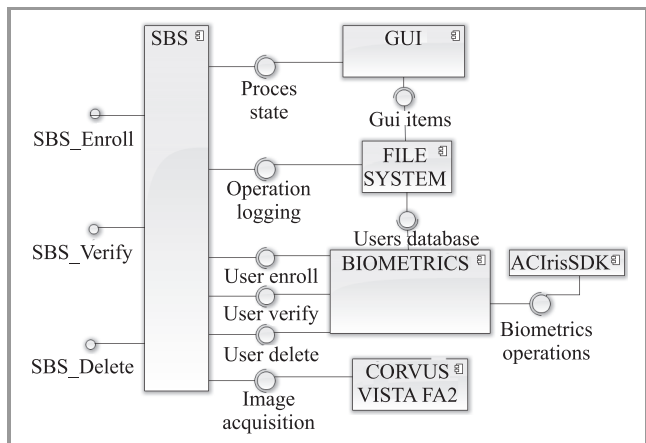 SBS
GUI
Proces
state
SBS_Enroll
Gui items
FILE
SYSTEM
Operation
logging
Users database
SBS_Verify
BIOMETRICS
ACIrisSDK
User enroll
User verify
Biometrics
operations
User delete
SBS_Delete
CORVUS
VISTA FA2
Image
acquisition